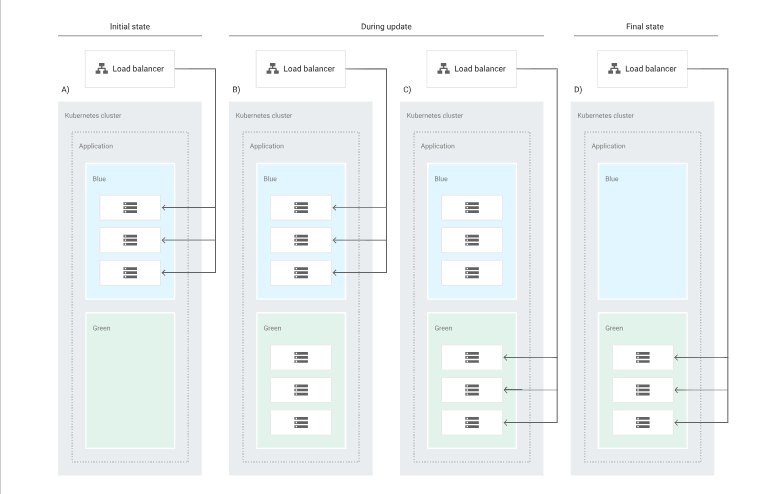 Initial state
During update
Final state
Load balancer
Load balancer
Load balancer
Load balancer
A)
B)
C)
D)
Kubernetes cluster
Kubernetes cluster
Kubernetes cluster
Kubernetes cluster
Application
Application
Application
Application
Blue
Blue
Blue
Blue
Green
Green
Green
Green